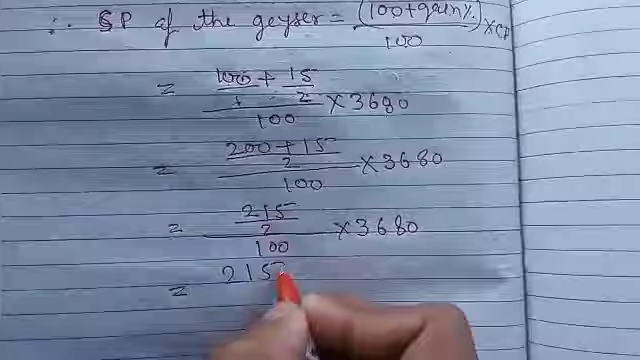 ∴ SP of the geyser = (100+gain%)/100 × CP
= (100/1 + 15/2)/100 × 3680
= ((200+15)/2)/100 × 3680
= (215/2)/100 × 3680
= 215